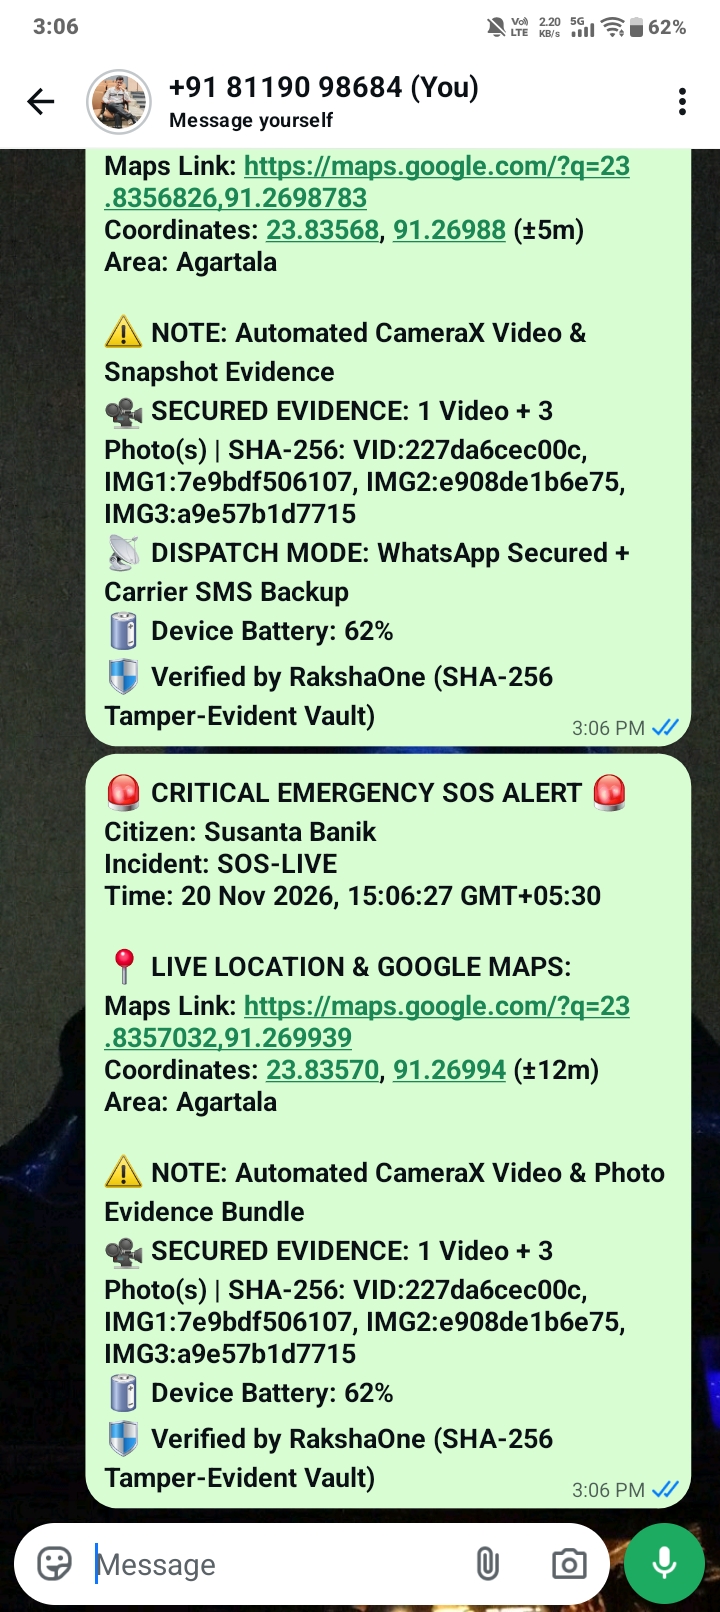 3:06
Vo) LTE 2.20 KB/s 5G 62%
+91 81190 98684 (You)
Message yourself
Maps Link: https://maps.google.com/?q=23
.8356826,91.2698783
Coordinates: 23.83568, 91.26988 (±5m)
Area: Agartala
⚠️ NOTE: Automated CameraX Video &
Snapshot Evidence
🎥 SECURED EVIDENCE: 1 Video + 3
Photo(s) | SHA-256: VID:227da6cec00c,
IMG1:7e9bdf506107, IMG2:e908de1b6e75,
IMG3:a9e57b1d7715
📡 DISPATCH MODE: WhatsApp Secured +
Carrier SMS Backup
🔋 Device Battery: 62%
🛡️ Verified by RakshaOne (SHA-256
Tamper-Evident Vault)
3:06 PM
🚨 CRITICAL EMERGENCY SOS ALERT 🚨
Citizen: Susanta Banik
Incident: SOS-LIVE
Time: 20 Nov 2026, 15:06:27 GMT+05:30
📍 LIVE LOCATION & GOOGLE MAPS:
Maps Link: https://maps.google.com/?q=23
.8357032,91.269939
Coordinates: 23.83570, 91.26994 (±12m)
Area: Agartala
⚠️ NOTE: Automated CameraX Video & Photo
Evidence Bundle
🎥 SECURED EVIDENCE: 1 Video + 3
Photo(s) | SHA-256: VID:227da6cec00c,
IMG1:7e9bdf506107, IMG2:e908de1b6e75,
IMG3:a9e57b1d7715
🔋 Device Battery: 62%
🛡️ Verified by RakshaOne (SHA-256
Tamper-Evident Vault)
3:06 PM
Message